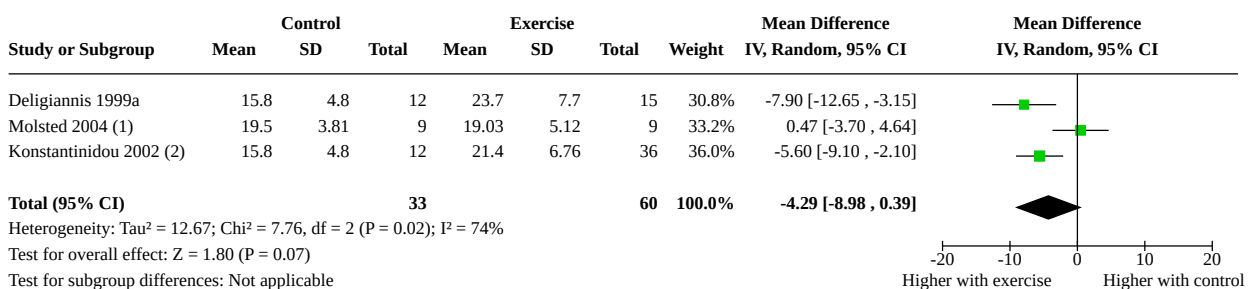 Control Exercise Mean Difference Mean Difference
Study or Subgroup Mean SD Total Mean SD Total Weight IV, Random, 95% CI IV, Random, 95% CI
Deligiannis 1999a 15.8 4.8 12 23.7 7.7 15 30.8% -7.90 [-12.65 , -3.15]
Molsted 2004 (1) 19.5 3.81 9 19.03 5.12 9 33.2% 0.47 [-3.70 , 4.64]
Konstantinidou 2002 (2) 15.8 4.8 12 21.4 6.76 36 36.0% -5.60 [-9.10 , -2.10]
Total (95% CI) 33 60 100.0% -4.29 [-8.98 , 0.39]
Heterogeneity: Tau² = 12.67; Chi² = 7.76, df = 2 (P = 0.02); I² = 74%
Test for overall effect: Z = 1.80 (P = 0.07)
-20 -10 0 10 20
Test for subgroup differences: Not applicable
Higher with exercise Higher with control